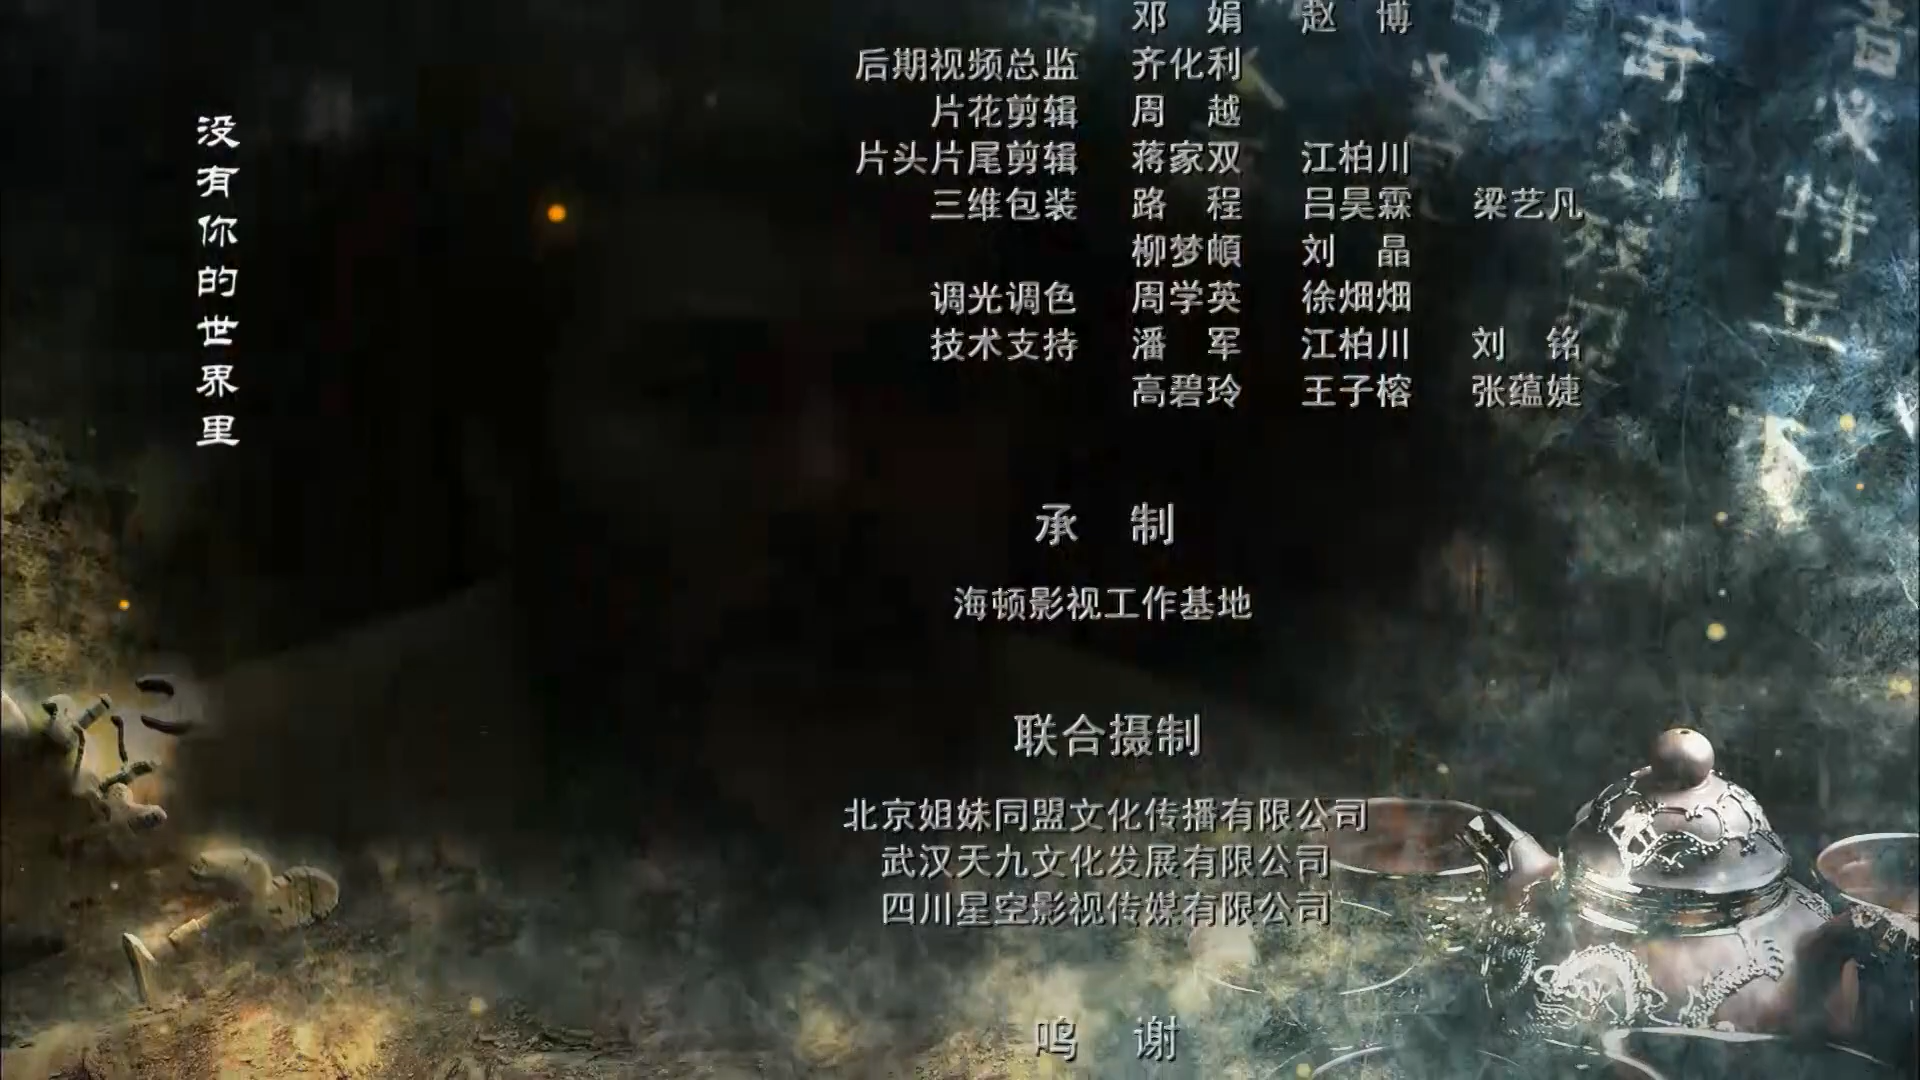 没有你的世界里
邓 娟 赵 博
后期视频总监 齐化利
片花剪辑 周 越
片头片尾剪辑 蒋家双 江柏川
三维包装 路 程 吕昊霖 梁艺凡
柳梦頔 刘 晶
调光调色 周学英 徐畑畑
技术支持 潘 军 江柏川 刘 铭
高碧玲 王子榕 张蕴婕
承 制
海顿影视工作基地
联合摄制
北京姐妹同盟文化传播有限公司
武汉天九文化发展有限公司
四川星空影视传媒有限公司
鸣 谢